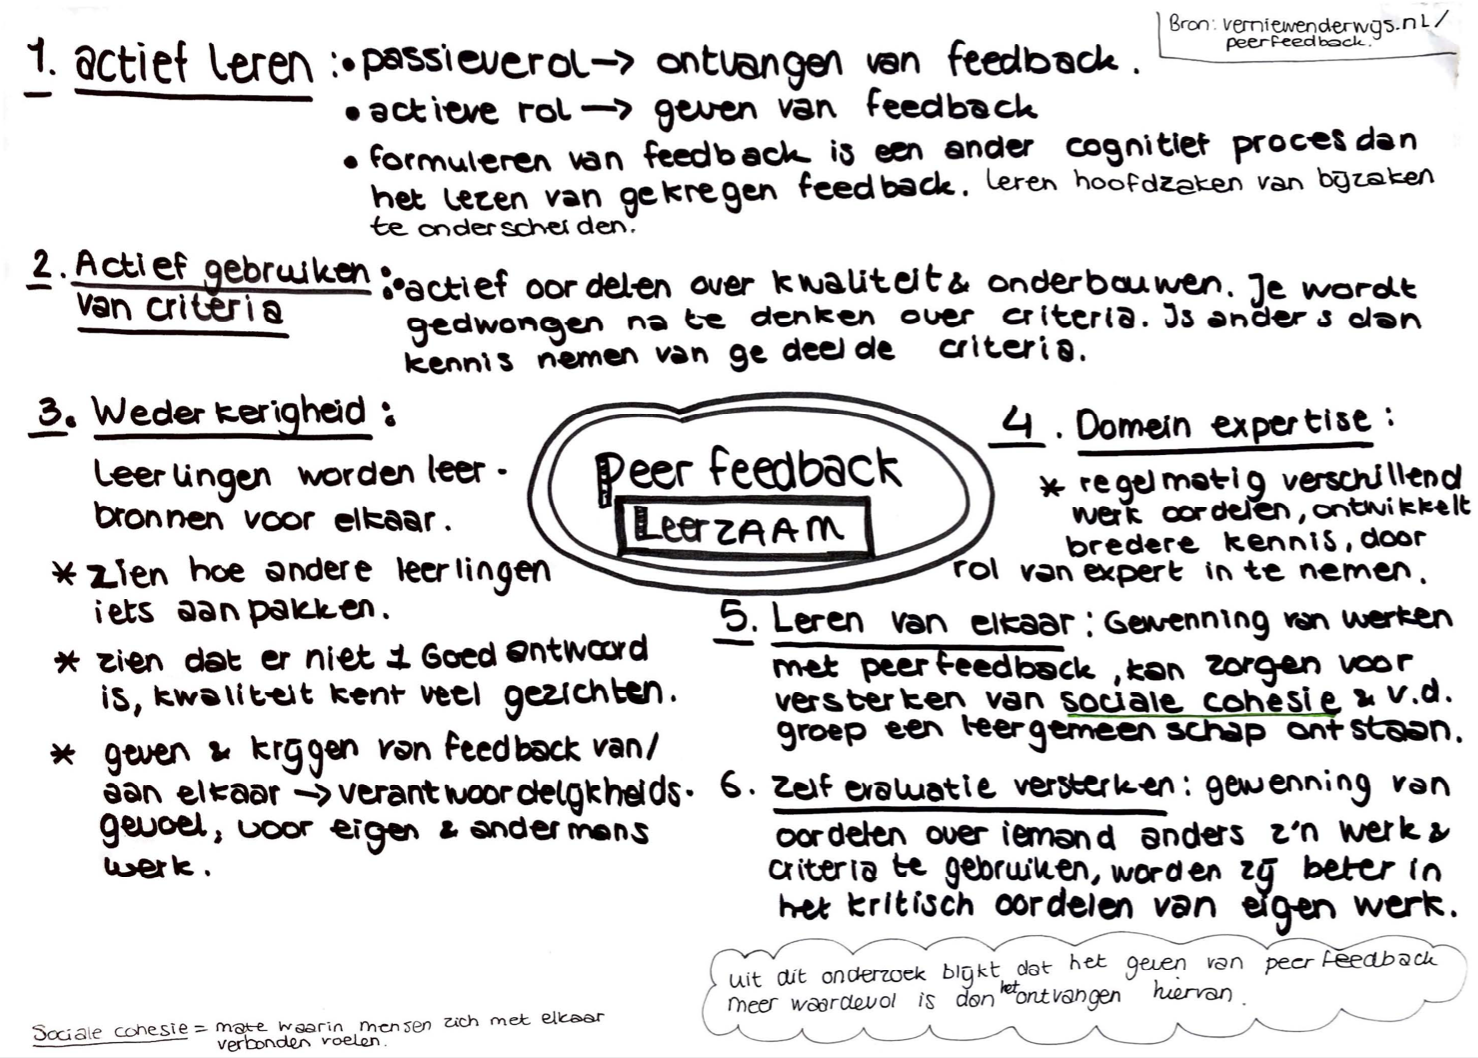 Bron: verniewenderwijs.nl/
peerfeedback.
1. actief leren : • passieve rol → ontvangen van feedback.
• actieve rol → geven van feedback
• formuleren van feedback is een ander cognitief proces dan
het lezen van gekregen feedback. Leren hoofdzaken van bijzaken
te onderscheiden.
2. Actief gebruiken
van criteria
: • actief oordelen over kwaliteit & onderbouwen. Je wordt
gedwongen na te denken over criteria. Is anders dan
kennis nemen van gedeelde criteria.
3. Wederkerigheid :
Leerlingen worden leer-
bronnen voor elkaar.
* zien hoe andere leerlingen
iets aanpakken.
* zien dat er niet 1 Goed antwoord
is, kwaliteit kent veel gezichten.
* geven & krijgen van feedback van/
aan elkaar → verantwoordelijkheids-
gevoel, voor eigen & andermans
werk.
peer feedback
LeerZAAM
4. Domein expertise :
* regelmatig verschillend
werk oordelen, ontwikkelt
bredere kennis, door
rol van expert in te nemen.
5. Leren van elkaar : Gewenning van werken
met peerfeedback, kan zorgen voor
versterken van sociale cohesie & v.d.
groep een leergemeenschap ontstaan.
6. Zelf evaluatie versterken : gewenning van
oordelen over iemand anders z'n werk &
criteria te gebruiken, worden zij beter in
het kritisch oordelen van eigen werk.
uit dit onderzoek blijkt dat het geven van peerfeedback
meer waardevol is dan het ontvangen hiervan.
Sociale cohesie = mate waarin mensen zich met elkaar
verbonden voelen.